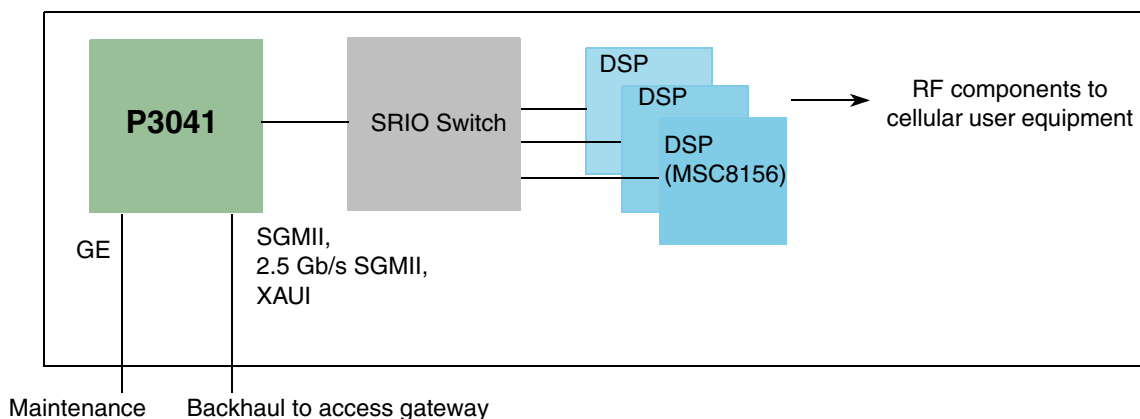 P3041
SRIO Switch
DSP
DSP
DSP
(MSC8156)
RF components to
cellular user equipment
GE
SGMII,
2.5 Gb/s SGMII,
XAUI
Maintenance
Backhaul to access gateway